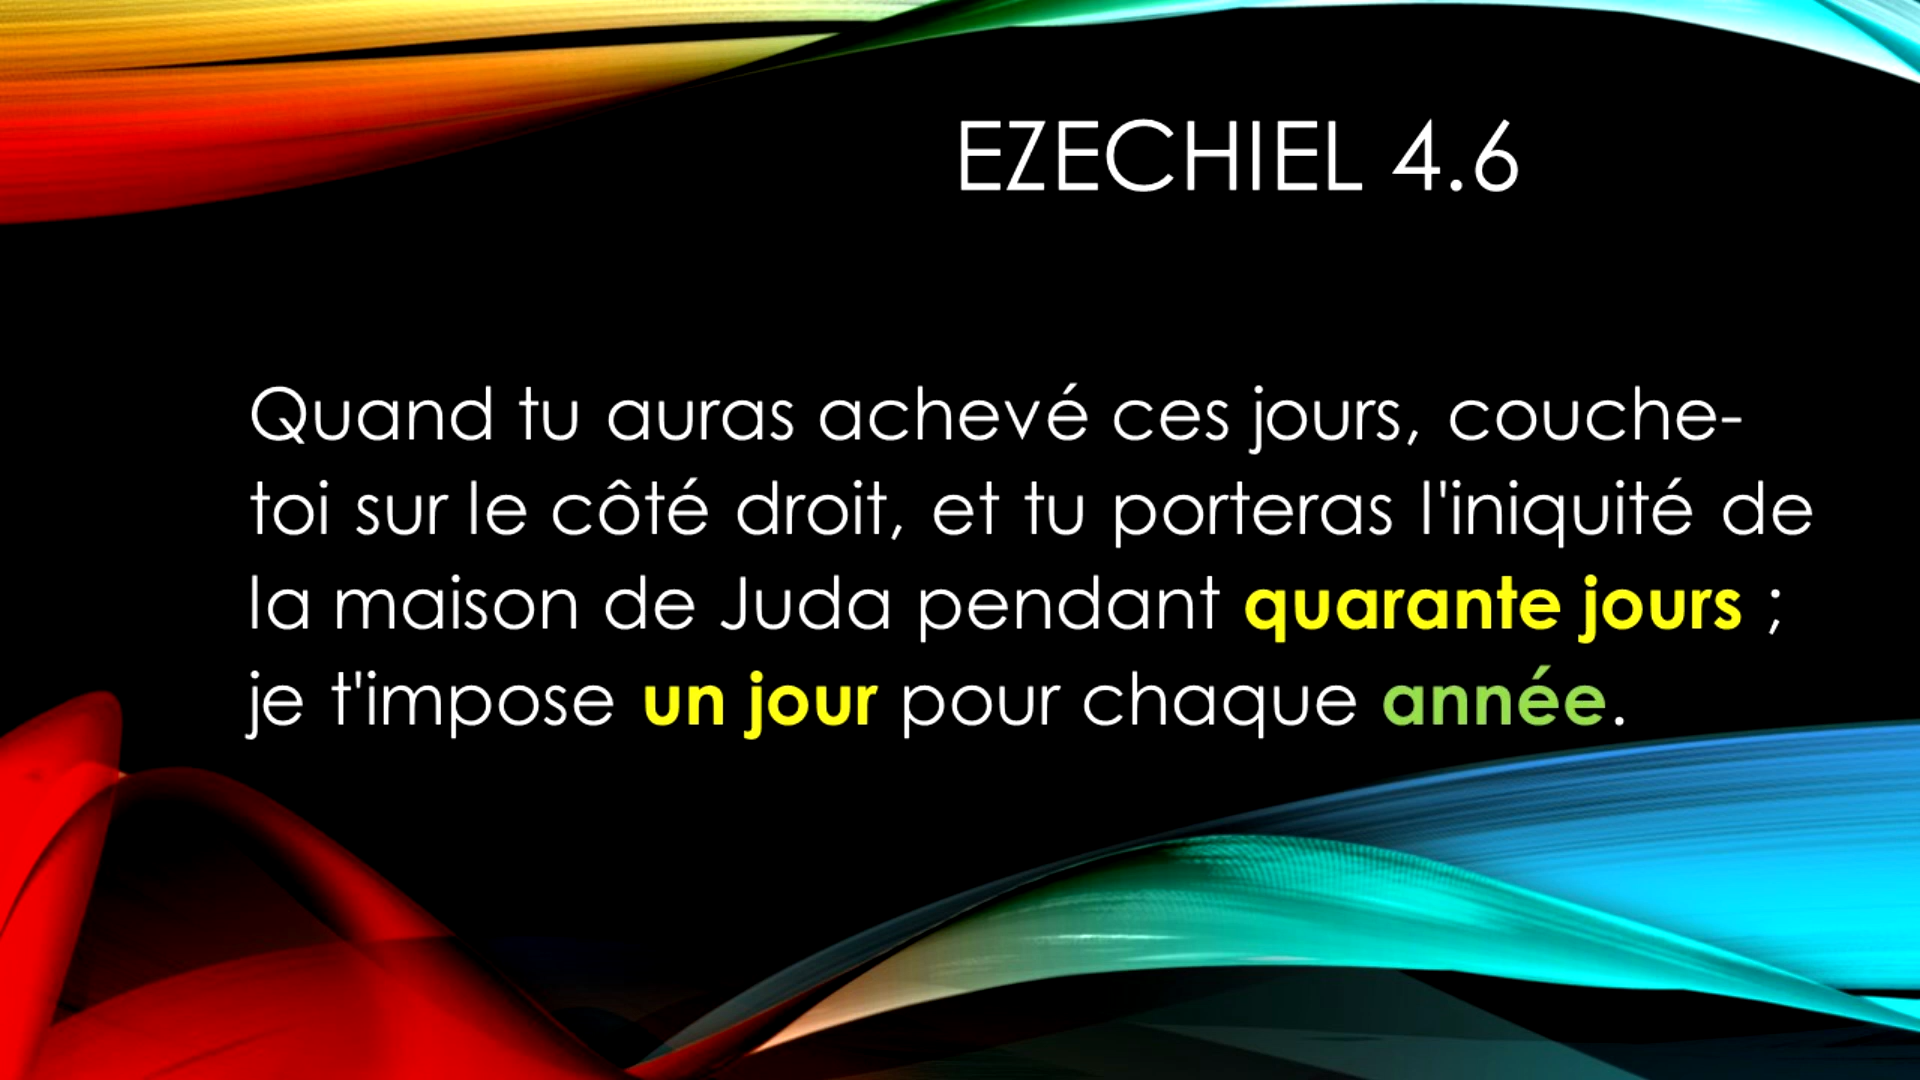 EZECHIEL 4.6
Quand tu auras achevé ces jours, couche-
toi sur le côté droit, et tu porteras l'iniquité de
la maison de Juda pendant quarante jours ;
je t'impose un jour pour chaque année.